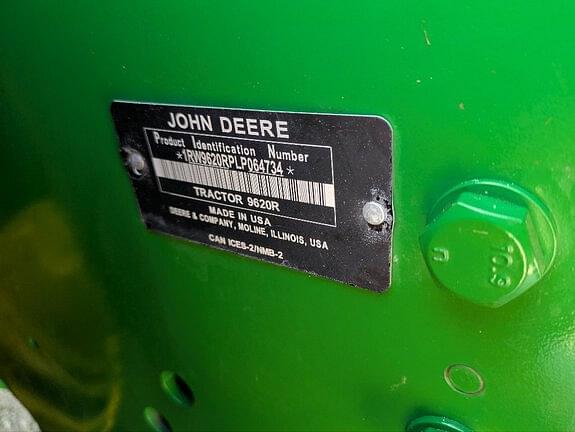 JOHN DEERE
Product Identification Number
*1RW9620RPLP064734*
TRACTOR 9620R
MADE IN USA
DEERE & COMPANY, MOLINE, ILLINOIS, USA
CAN ICES-2/NMB-2
10.9